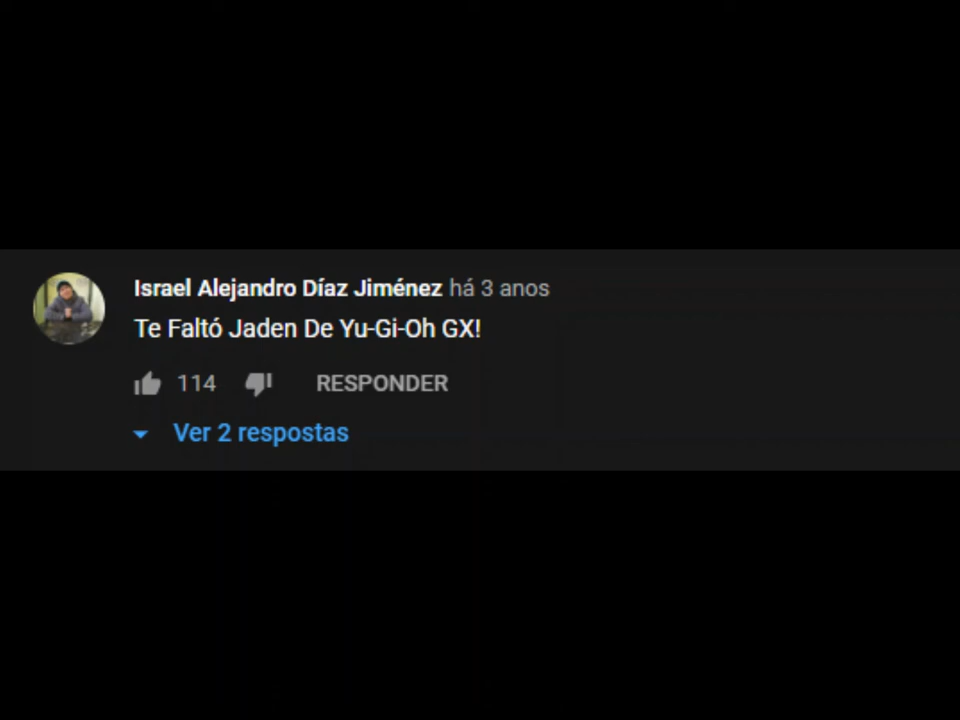 Israel Alejandro Díaz Jiménez há 3 anos
Te Faltó Jaden De Yu-Gi-Oh GX!
114 RESPONDER
Ver 2 respostas